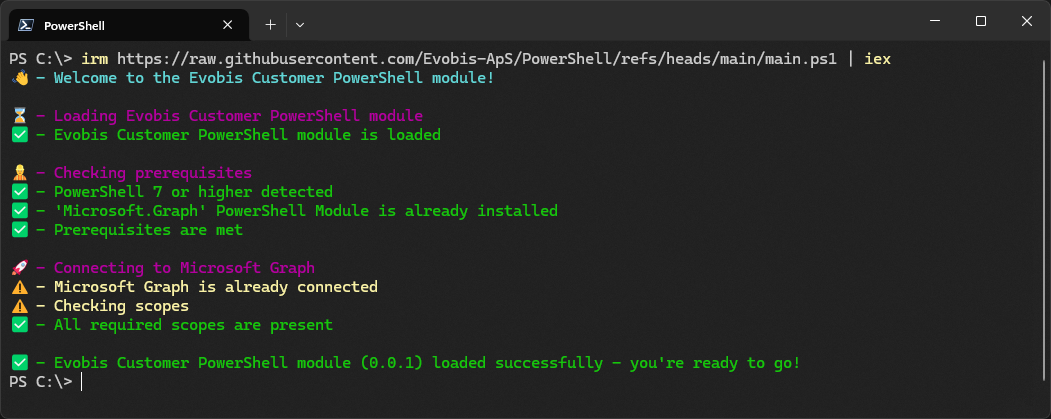 PowerShell
PS C:\> irm https://raw.githubusercontent.com/Evobis-ApS/PowerShell/refs/heads/main/main.ps1 | iex
👋 - Welcome to the Evobis Customer PowerShell module!
⏳ - Loading Evobis Customer PowerShell module
✅ - Evobis Customer PowerShell module is loaded
👷 - Checking prerequisites
✅ - PowerShell 7 or higher detected
✅ - 'Microsoft.Graph' PowerShell Module is already installed
✅ - Prerequisites are met
🚀 - Connecting to Microsoft Graph
⚠️ - Microsoft Graph is already connected
⚠️ - Checking scopes
✅ - All required scopes are present
✅ - Evobis Customer PowerShell module (0.0.1) loaded successfully - you're ready to go!
PS C:\>